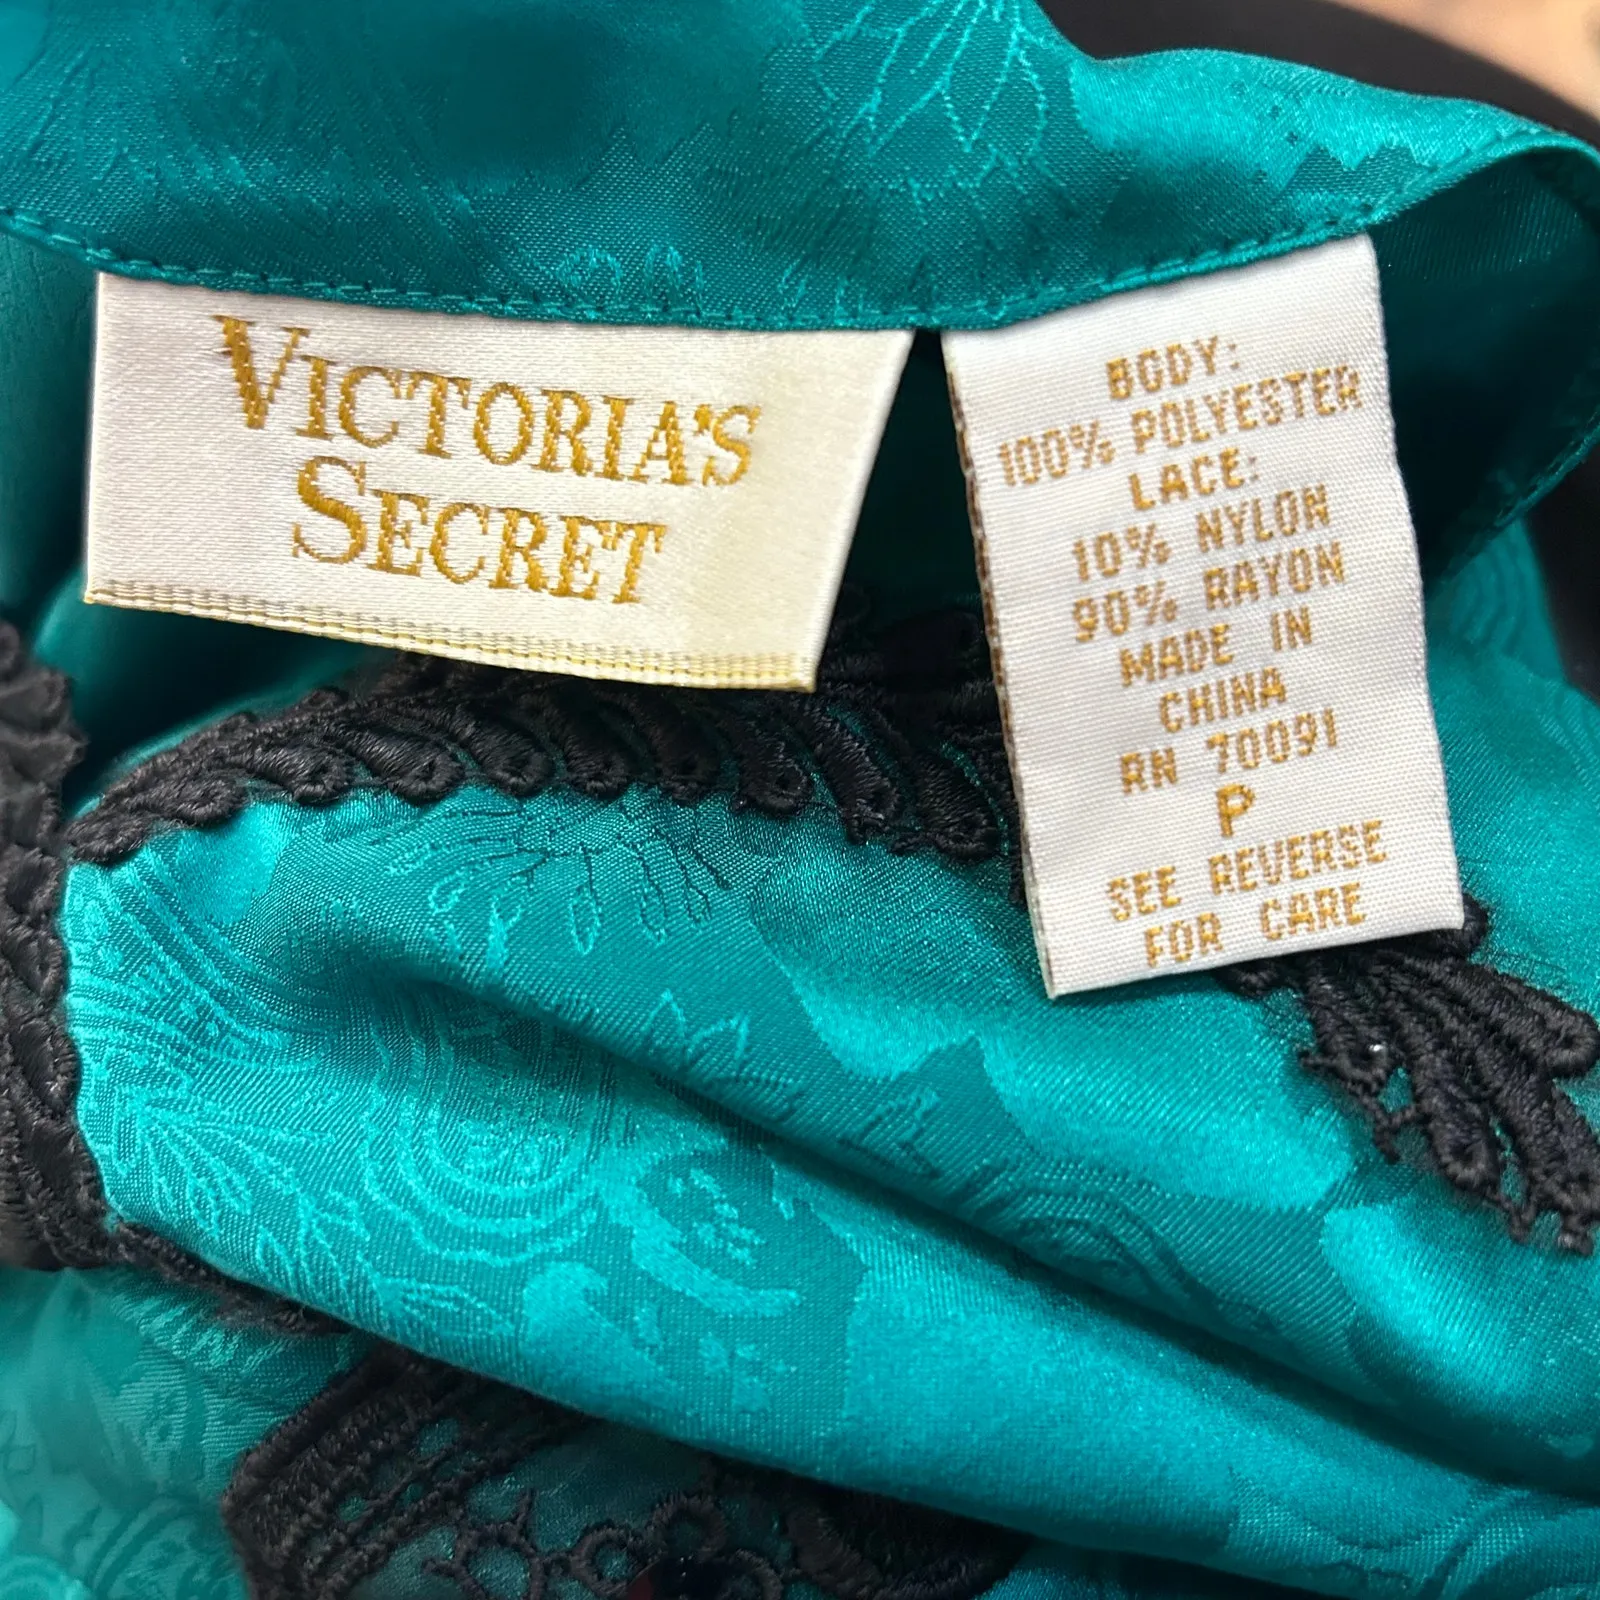 VICTORIA'S
SECRET
BODY:
100% POLYESTER
LACE:
10% NYLON
90% RAYON
MADE IN
CHINA
RN 70091
P
SEE REVERSE
FOR CARE